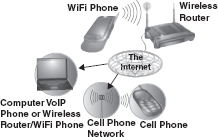 WiFi Phone
Wireless
Router
The
Internet
Computer VoIP
Phone or Wireless
Router/WiFi Phone
Cell Phone
Network
Cell Phone